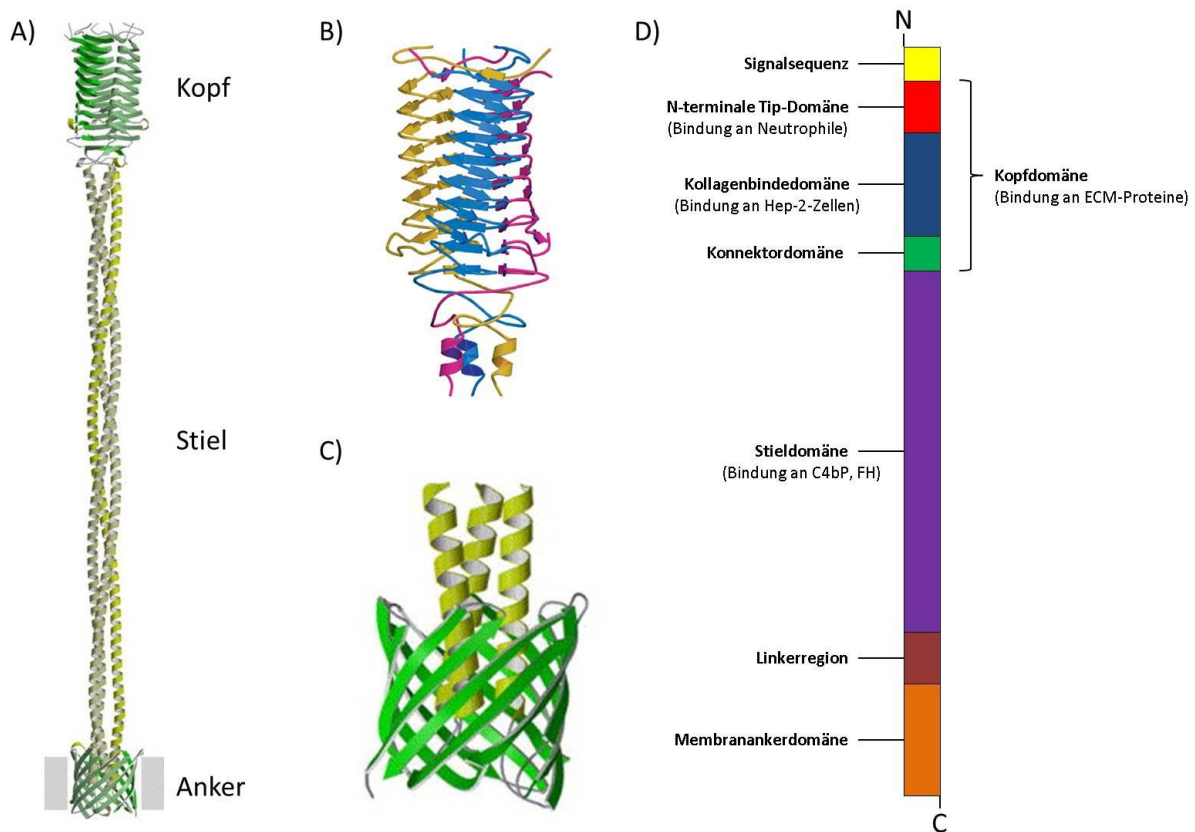 A)
Kopf
Stiel
Anker
B)
C)
D)
N
Signalsequenz
N-terminale Tip-Domäne
(Bindung an Neutrophile)
Kollagenbindedomäne
(Bindung an Hep-2-Zellen)
Konnektordomäne
Kopfdomäne
(Bindung an ECM-Proteine)
Stieldomäne
(Bindung an C4bP, FH)
Linkerregion
Membranankerdomäne
C